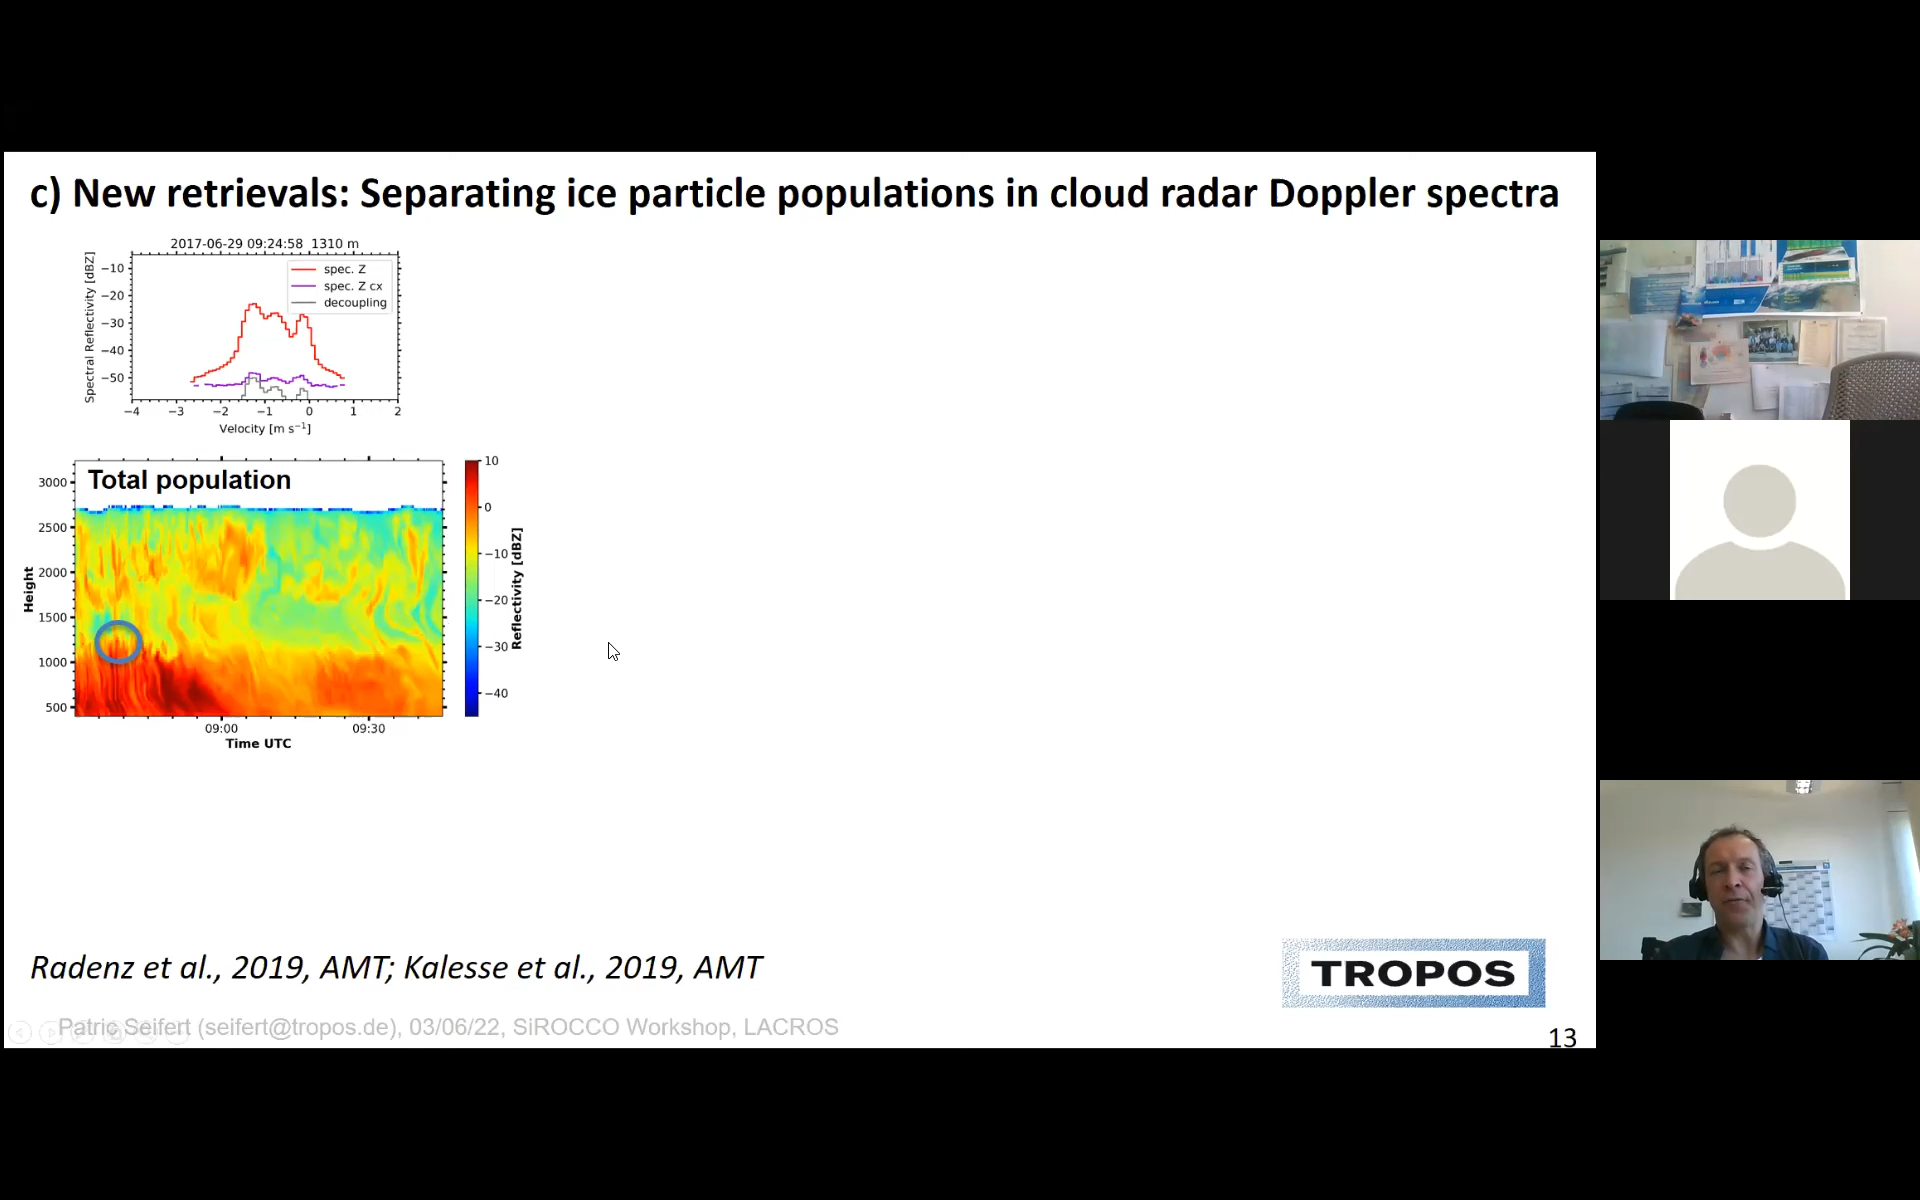 c) New retrievals: Separating ice particle populations in cloud radar Doppler spectra
2017-06-29 09:24:58 1310 m
Spectral Reflectivity [dBZ]
−10
−20
−30
−40
−50
spec. Z
spec. Z cx
decoupling
−4 −3 −2 −1 0 1 2
Velocity [m s⁻¹]
Total population
Height
3000
2500
2000
1500
1000
500
09:00 09:30
Time UTC
10
0
−10
−20
−30
−40
Reflectivity [dBZ]
Radenz et al., 2019, AMT; Kalesse et al., 2019, AMT
TROPOS
Patric Seifert (seifert@tropos.de), 03/06/22, SiROCCO Workshop, LACROS
13